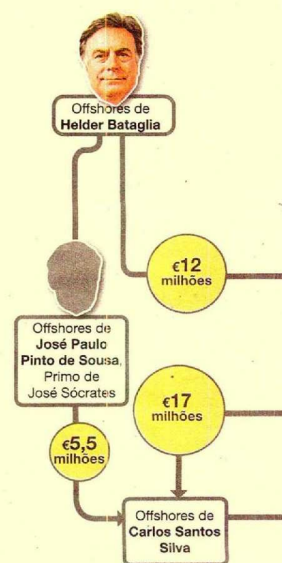 Offshores de
Helder Bataglia
€12
milhões
Offshores de
José Paulo
Pinto de Sousa,
Primo de
José Sócrates
€17
milhões
€5,5
milhões
Offshores de
Carlos Santos
Silva